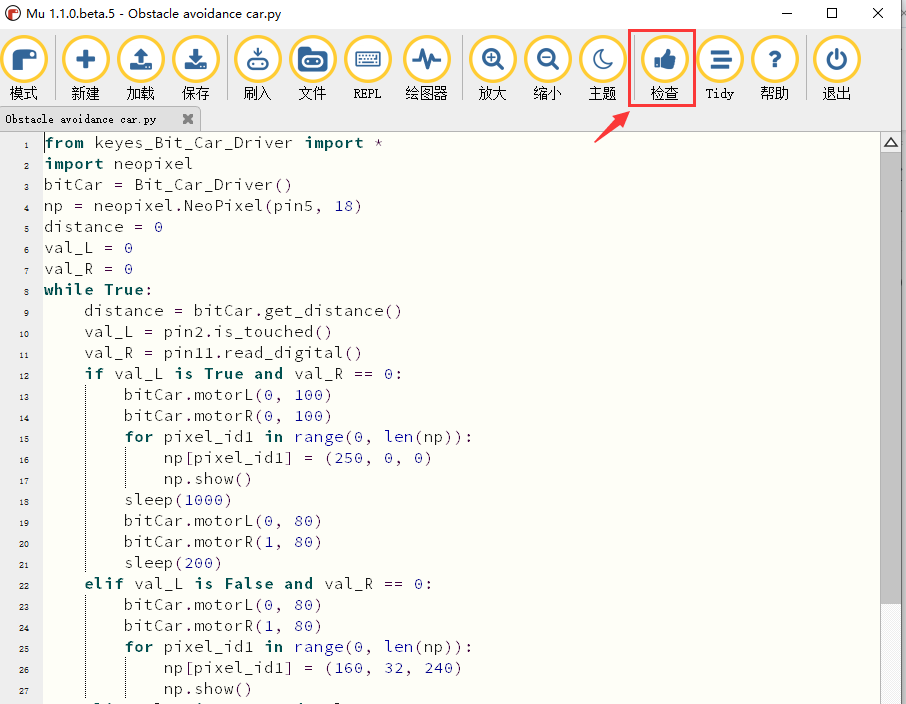 Mu 1.1.0.beta.5 - Obstacle avoidance car.py
模式 新建 加载 保存 刷入 文件 REPL 绘图器 放大 缩小 主题 检查 Tidy 帮助 退出
Obstacle avoidance car.py
1 from keyes_Bit_Car_Driver import *
2 import neopixel
3 bitCar = Bit_Car_Driver()
4 np = neopixel.NeoPixel(pin5, 18)
5 distance = 0
6 val_L = 0
7 val_R = 0
8 while True:
9     distance = bitCar.get_distance()
10     val_L = pin2.is_touched()
11     val_R = pin11.read_digital()
12     if val_L is True and val_R == 0:
13         bitCar.motorL(0, 100)
14         bitCar.motorR(0, 100)
15         for pixel_id1 in range(0, len(np)):
16             np[pixel_id1] = (250, 0, 0)
17             np.show()
18         sleep(1000)
19         bitCar.motorL(0, 80)
20         bitCar.motorR(1, 80)
21         sleep(200)
22     elif val_L is False and val_R == 0:
23         bitCar.motorL(0, 80)
24         bitCar.motorR(1, 80)
25         for pixel_id1 in range(0, len(np)):
26             np[pixel_id1] = (160, 32, 240)
27             np.show()